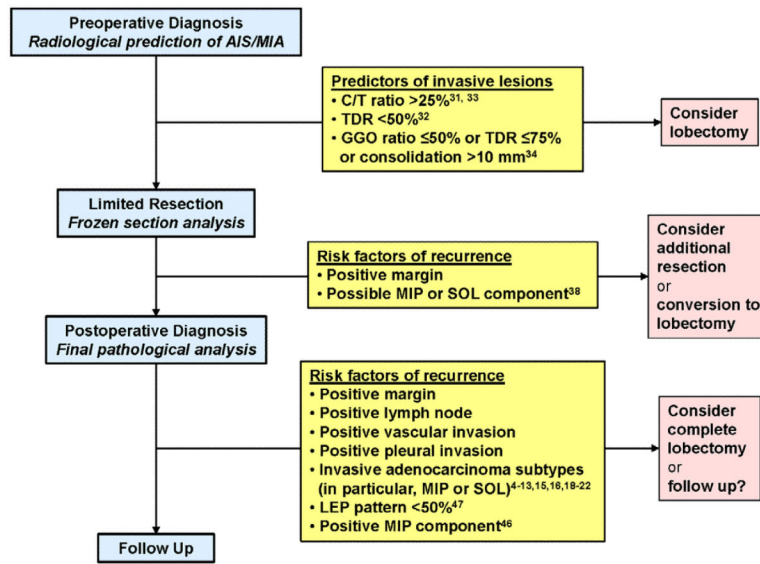 Preoperative Diagnosis
Radiological prediction of AIS/MIA
Predictors of invasive lesions
• C/T ratio >25%31, 33
• TDR <50%32
• GGO ratio ≤50% or TDR ≤75%
or consolidation >10 mm34
Consider
lobectomy
Limited Resection
Frozen section analysis
Risk factors of recurrence
• Positive margin
• Possible MIP or SOL component38
Consider
additional
resection
or
conversion to
lobectomy
Postoperative Diagnosis
Final pathological analysis
Risk factors of recurrence
• Positive margin
• Positive lymph node
• Positive vascular invasion
• Positive pleural invasion
• Invasive adenocarcinoma subtypes
(in particular, MIP or SOL)4-13,15,16,18-22
• LEP pattern <50%47
• Positive MIP component46
Consider
complete
lobectomy
or
follow up?
Follow Up